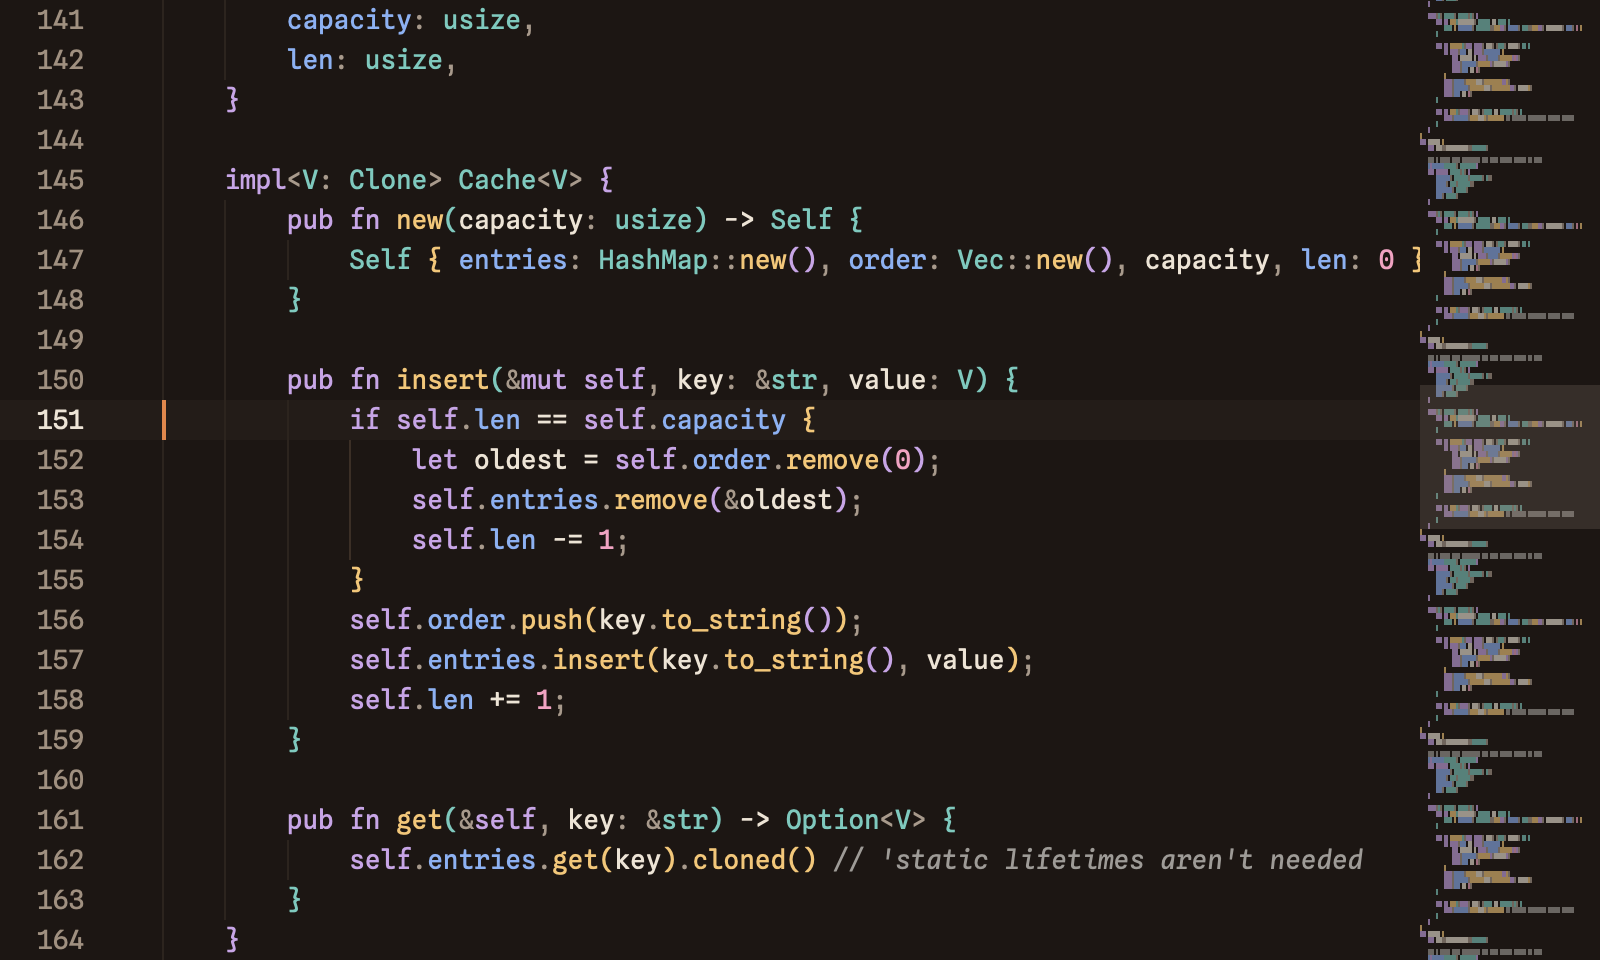 141 capacity: usize,
142 len: usize,
143 }
144
145 impl<V: Clone> Cache<V> {
146 pub fn new(capacity: usize) -> Self {
147 Self { entries: HashMap::new(), order: Vec::new(), capacity, len: 0 }
148 }
149
150 pub fn insert(&mut self, key: &str, value: V) {
151 if self.len == self.capacity {
152 let oldest = self.order.remove(0);
153 self.entries.remove(&oldest);
154 self.len -= 1;
155 }
156 self.order.push(key.to_string());
157 self.entries.insert(key.to_string(), value);
158 self.len += 1;
159 }
160
161 pub fn get(&self, key: &str) -> Option<V> {
162 self.entries.get(key).cloned() // 'static lifetimes aren't needed
163 }
164 }